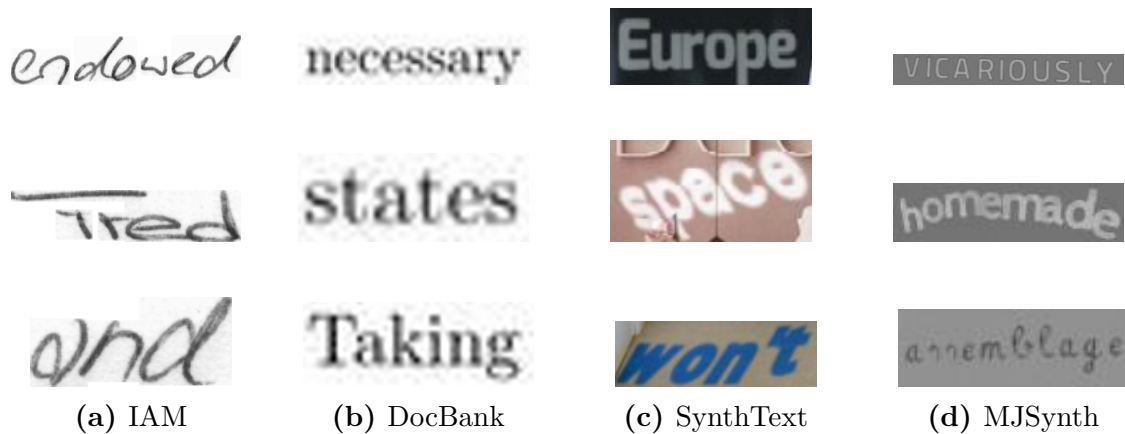 endowed necessary Europe VICARIOUSLY
Tred states space homemade
and Taking won't assemblage
(a) IAM (b) DocBank (c) SynthText (d) MJSynth